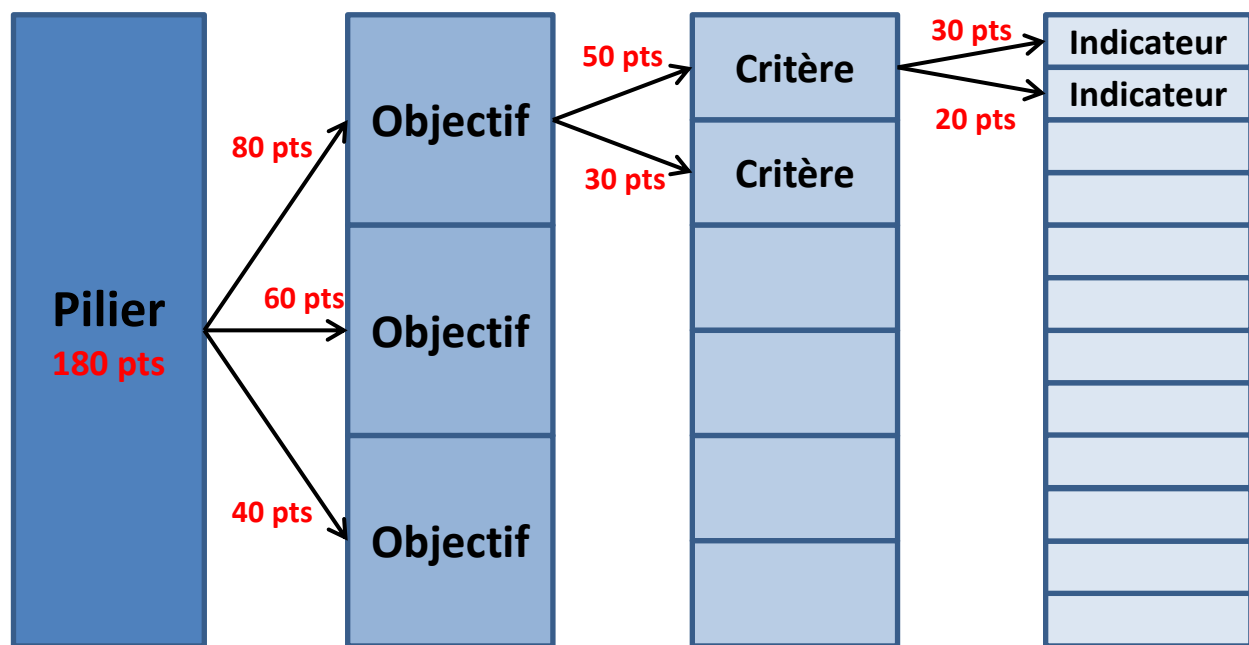 Pilier
180 pts
80 pts
60 pts
40 pts
Objectif
Objectif
Objectif
50 pts
30 pts
Critère
Critère
30 pts
20 pts
Indicateur
Indicateur